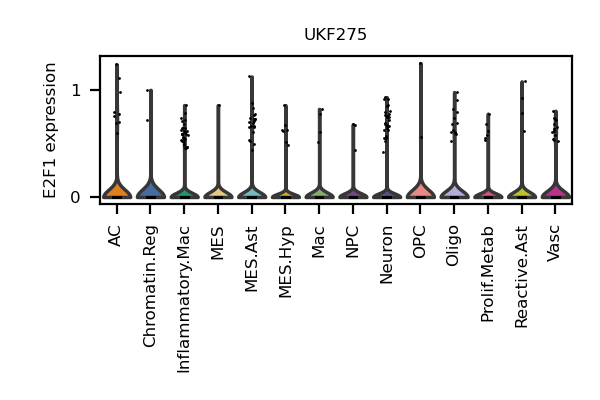 UKF275
E2F1 expression
1
0
AC
Chromatin.Reg
Inflammatory.Mac
MES
MES.Ast
MES.Hyp
Mac
NPC
Neuron
OPC
Oligo
Prolif.Metab
Reactive.Ast
Vasc